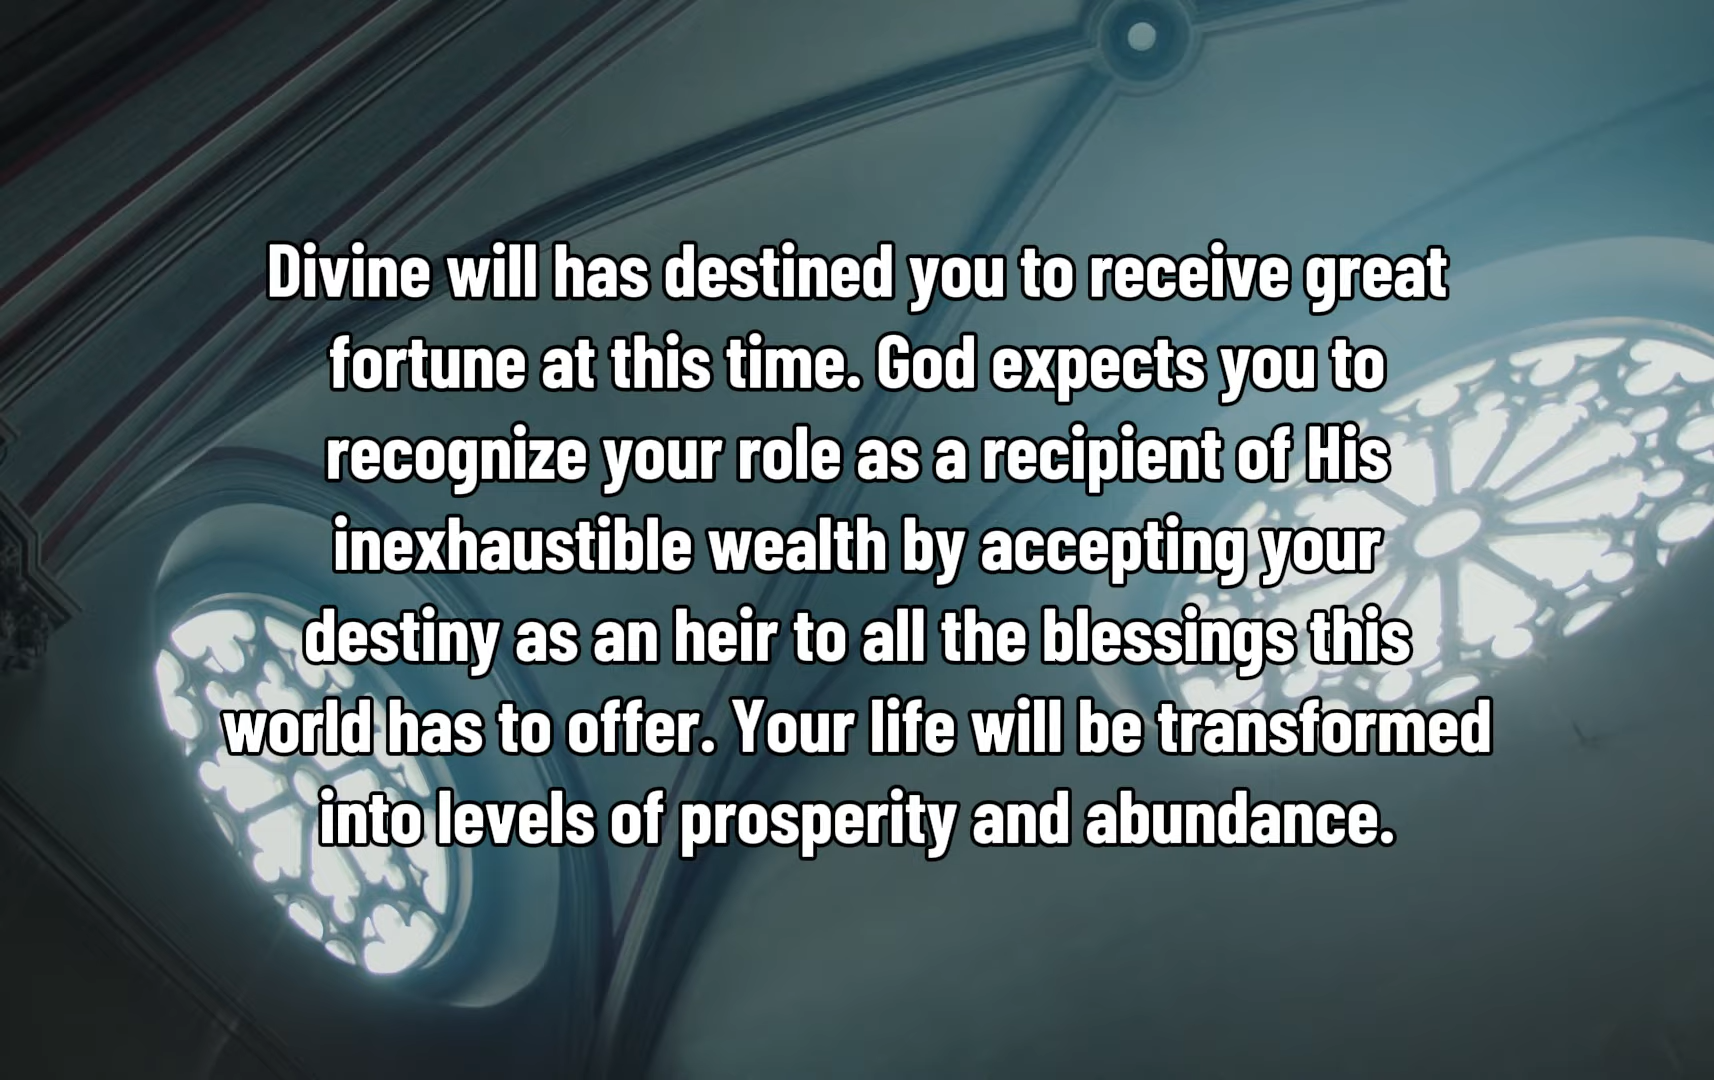 Divine will has destined you to receive great
fortune at this time. God expects you to
recognize your role as a recipient of His
inexhaustible wealth by accepting your
destiny as an heir to all the blessings this
world has to offer. Your life will be transformed
into levels of prosperity and abundance.